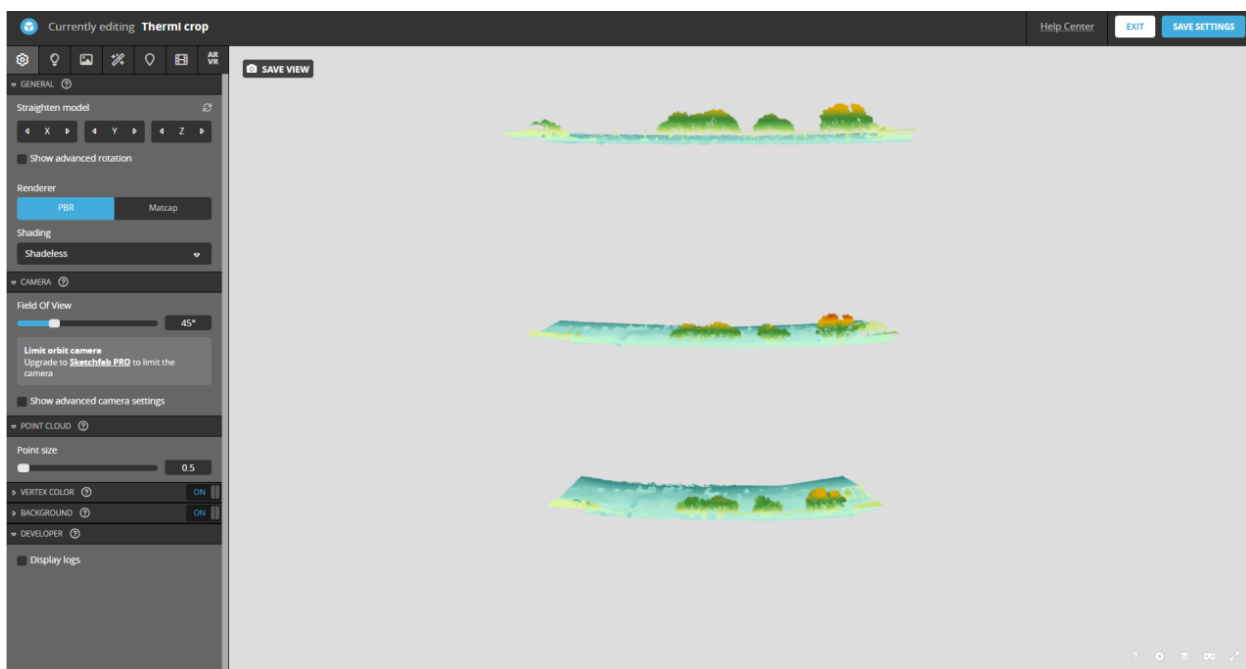 Currently editing ThermI crop
Help Center
EXIT
SAVE SETTINGS
AR
VR
SAVE VIEW
GENERAL ?
Straighten model
X Y Z
Show advanced rotation
Renderer
PBR Matcap
Shading
Shadeless
CAMERA ?
Field Of View
45°
Limit orbit camera
Upgrade to Sketchfab PRO to limit the
camera
Show advanced camera settings
POINT CLOUD ?
Point size
0.5
VERTEX COLOR ? ON
BACKGROUND ? ON
DEVELOPER ?
Display logs
?